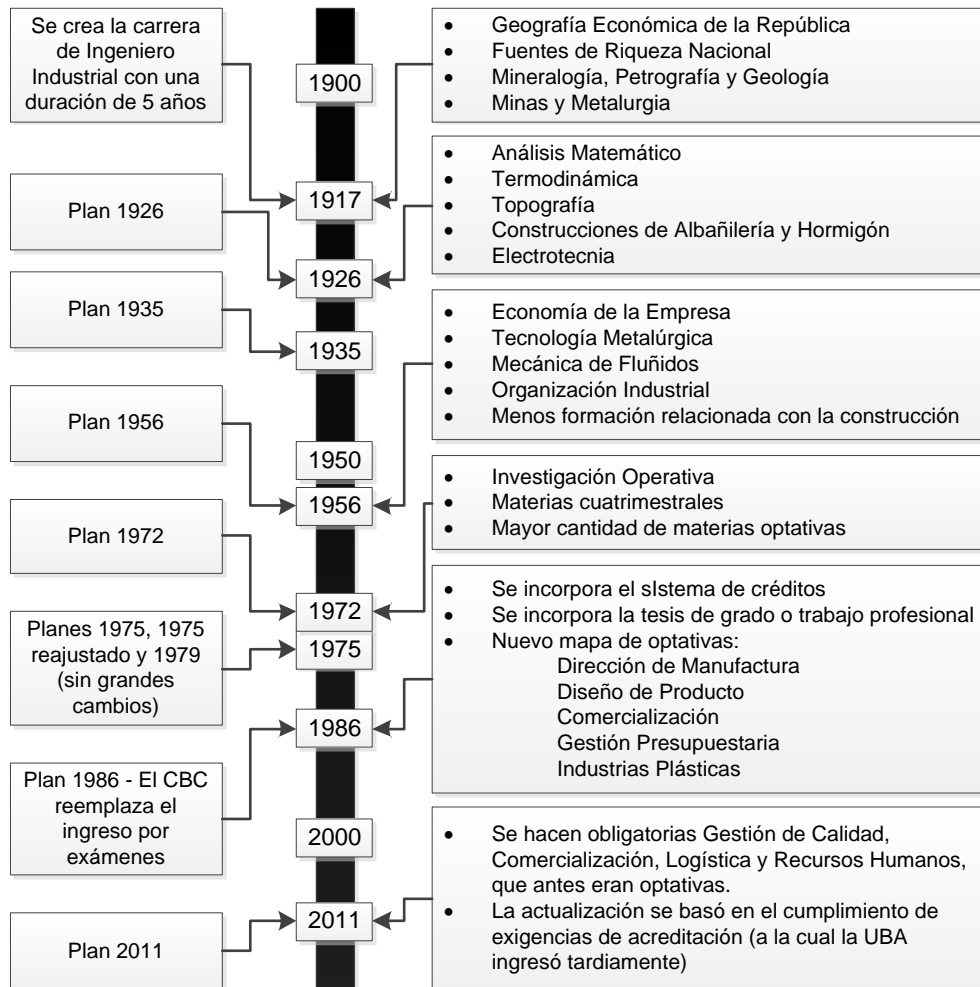 Se crea la carrera
de Ingeniero
Industrial con una
duración de 5 años
Plan 1926
Plan 1935
Plan 1956
Plan 1972
Planes 1975, 1975
reajustado y 1979
(sin grandes
cambios)
Plan 1986 - El CBC
reemplaza el
ingreso por
exámenes
Plan 2011
1900
1917
1926
1935
1950
1956
1972
1975
1986
2000
2011
• Geografía Económica de la República
• Fuentes de Riqueza Nacional
• Mineralogía, Petrografía y Geología
• Minas y Metalurgia
• Análisis Matemático
• Termodinámica
• Topografía
• Construcciones de Albañilería y Hormigón
• Electrotecnia
• Economía de la Empresa
• Tecnología Metalúrgica
• Mecánica de Fluñidos
• Organización Industrial
• Menos formación relacionada con la construcción
• Investigación Operativa
• Materias cuatrimestrales
• Mayor cantidad de materias optativas
• Se incorpora el sIstema de créditos
• Se incorpora la tesis de grado o trabajo profesional
• Nuevo mapa de optativas:
Dirección de Manufactura
Diseño de Producto
Comercialización
Gestión Presupuestaria
Industrias Plásticas
• Se hacen obligatorias Gestión de Calidad,
Comercialización, Logística y Recursos Humanos,
que antes eran optativas.
• La actualización se basó en el cumplimiento de
exigencias de acreditación (a la cual la UBA
ingresó tardiamente)